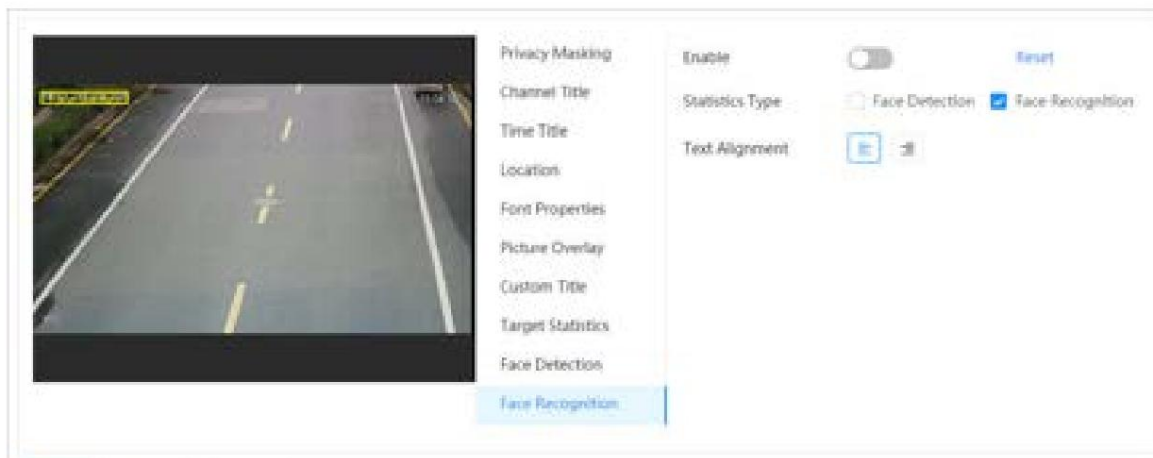 Privacy Masking
Channel Title
Time Title
Location
Font Properties
Picture Overlay
Custom Title
Target Statistics
Face Detection
Face Recognition
Enable Reset
Statistics Type Face Detection Face Recognition
Text Alignment